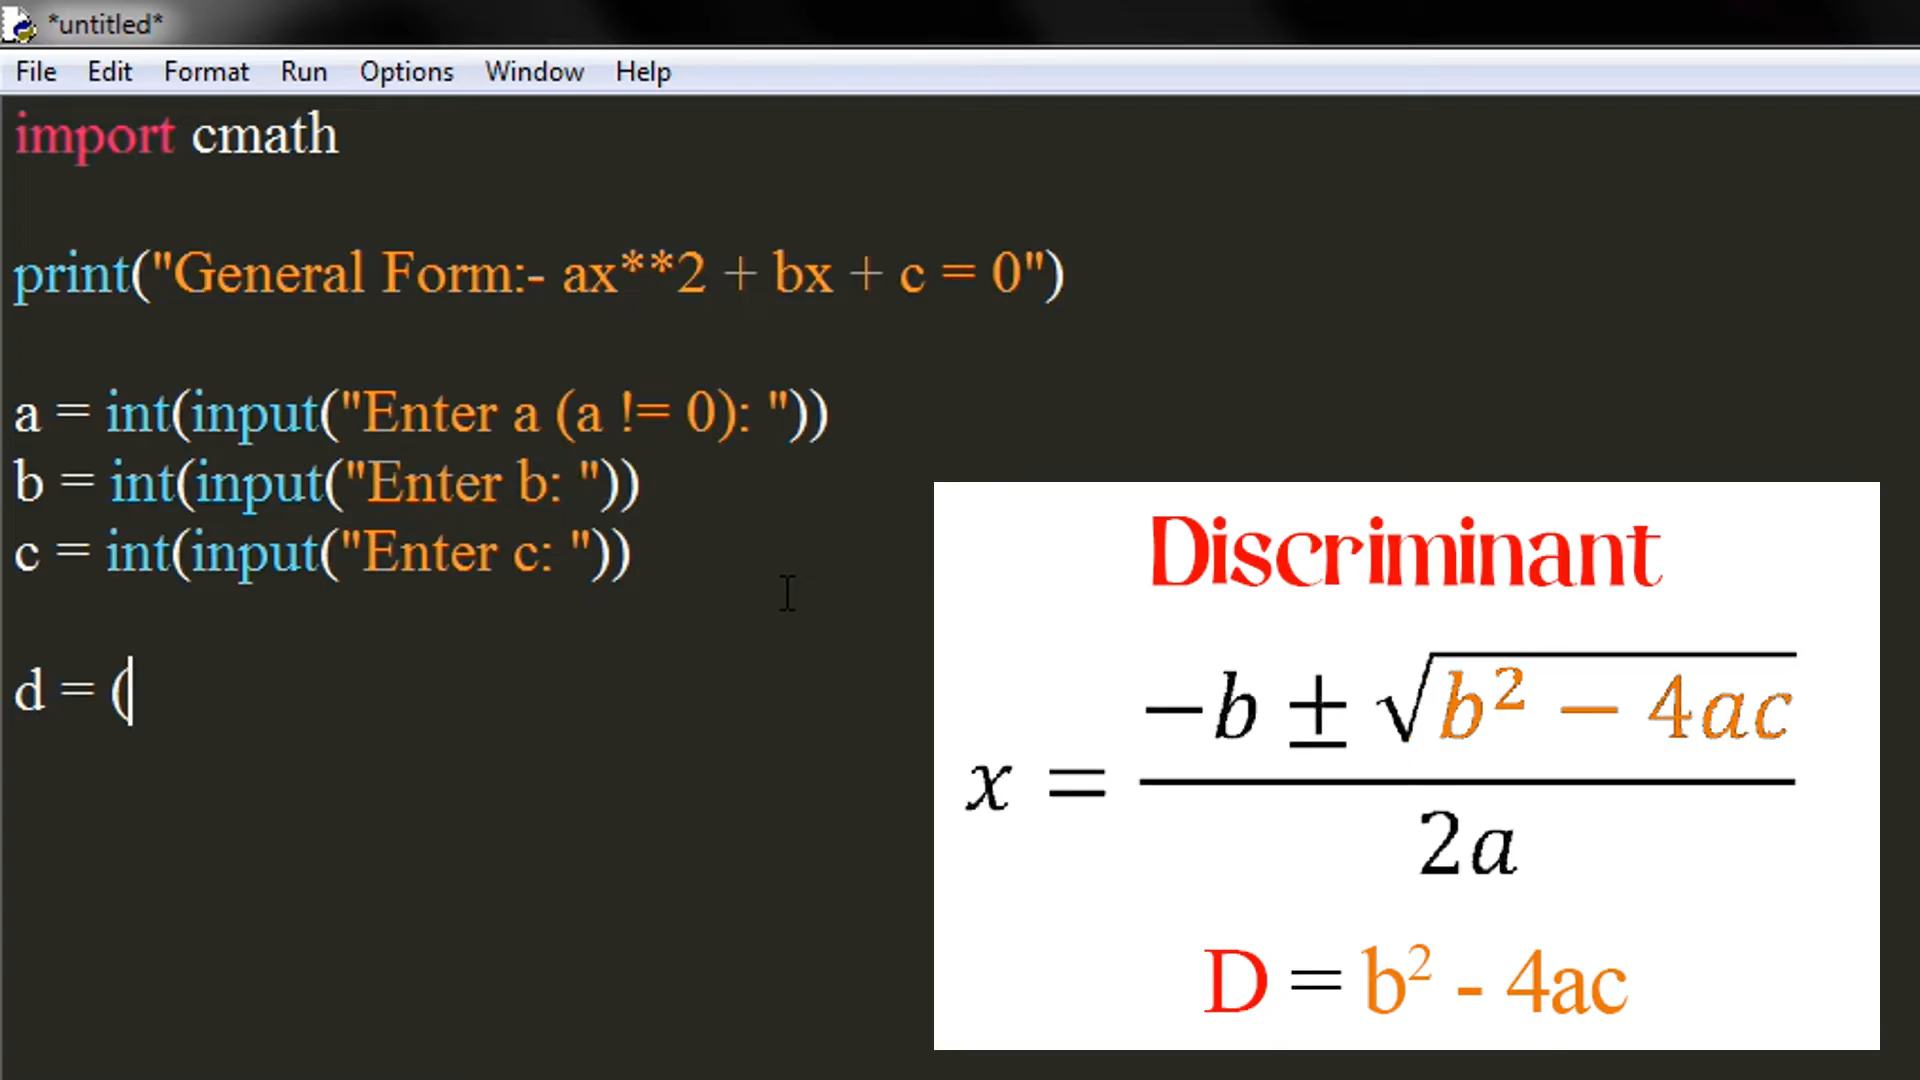 *untitled*
File Edit Format Run Options Window Help
import cmath
print("General Form:- ax**2 + bx + c = 0")
a = int(input("Enter a (a != 0): "))
b = int(input("Enter b: "))
c = int(input("Enter c: "))
d = (
Discriminant
x = −b ± √b² − 4ac
2a
D = b² - 4ac